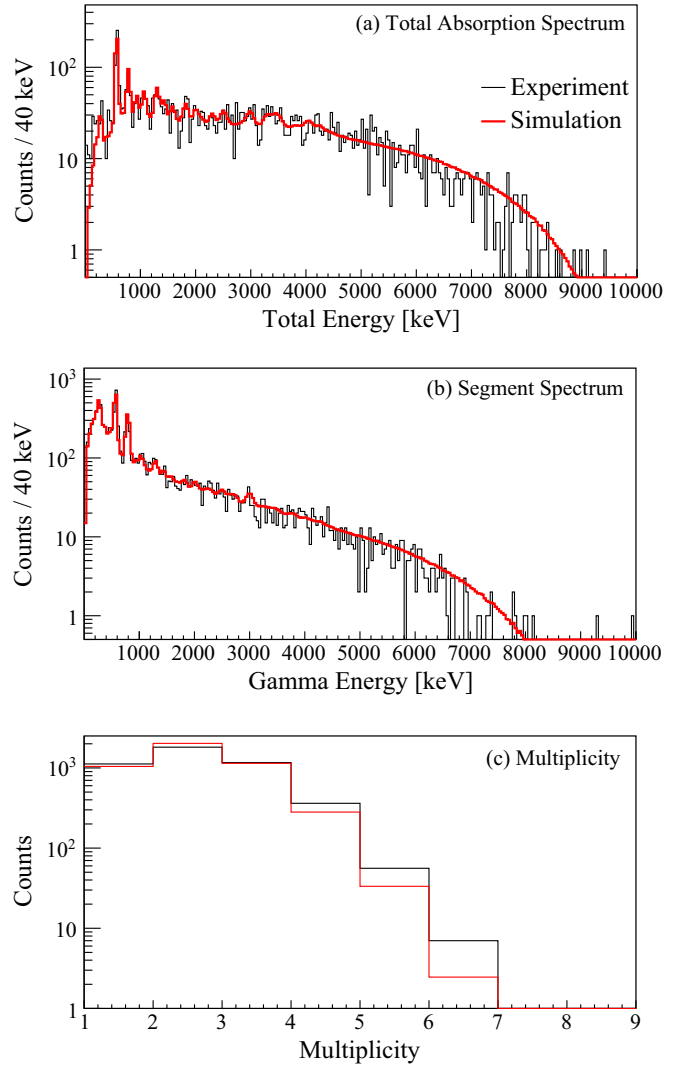 (a) Total Absorption Spectrum
Experiment
Simulation
Counts / 40 keV
10²
10
1
1000 2000 3000 4000 5000 6000 7000 8000 9000 10000
Total Energy [keV]
(b) Segment Spectrum
Counts / 40 keV
10³
10²
10
1
1000 2000 3000 4000 5000 6000 7000 8000 9000 10000
Gamma Energy [keV]
(c) Multiplicity
Counts
10³
10²
10
1
1 2 3 4 5 6 7 8 9
Multiplicity